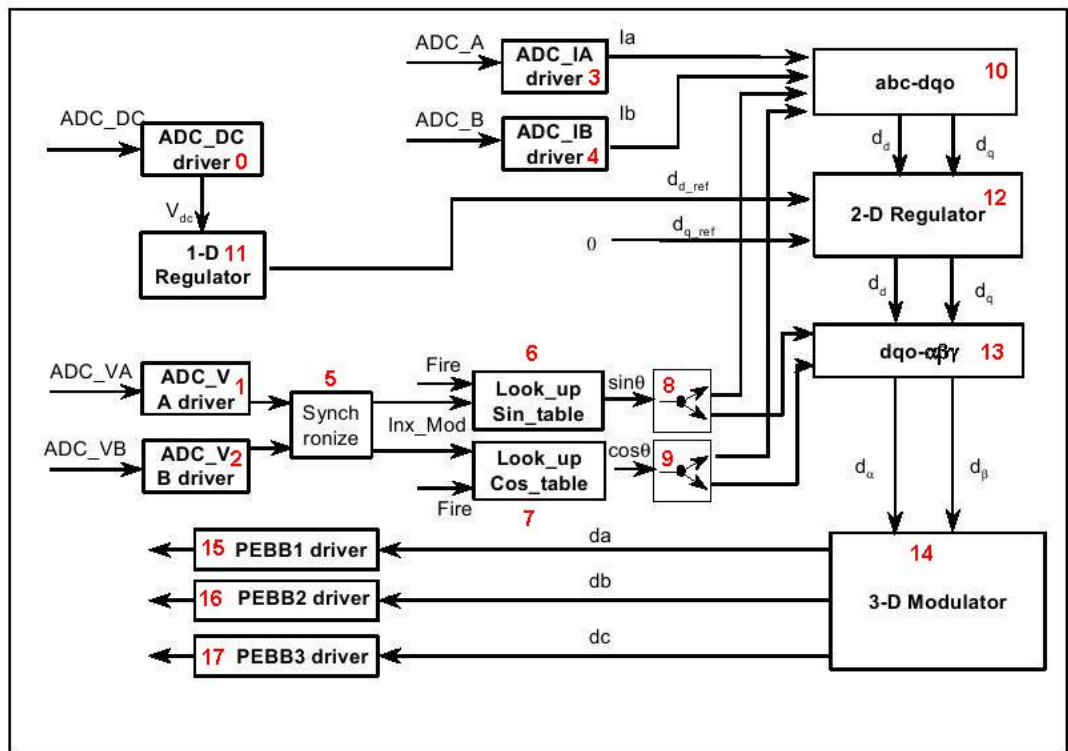 ADC_A
ADC_IA
driver 3
Ia
abc-dqo
10
ADC_DC
ADC_DC
driver 0
ADC_B
ADC_IB
driver 4
Ib
d_d
d_q
V_dc
1-D 11
Regulator
d_d_ref
0
d_q_ref
12
2-D Regulator
d_d
d_q
dqo-αβγ 13
ADC_VA
ADC_V 1
A driver
ADC_VB
ADC_V 2
B driver
5
Synch
ronize
Fire
Inx_Mod
Fire
6
Look_up
Sin_table
Look_up
Cos_table
7
sinθ
8
cosθ
9
d_α
d_β
15 PEBB1 driver
da
16 PEBB2 driver
db
17 PEBB3 driver
dc
14
3-D Modulator